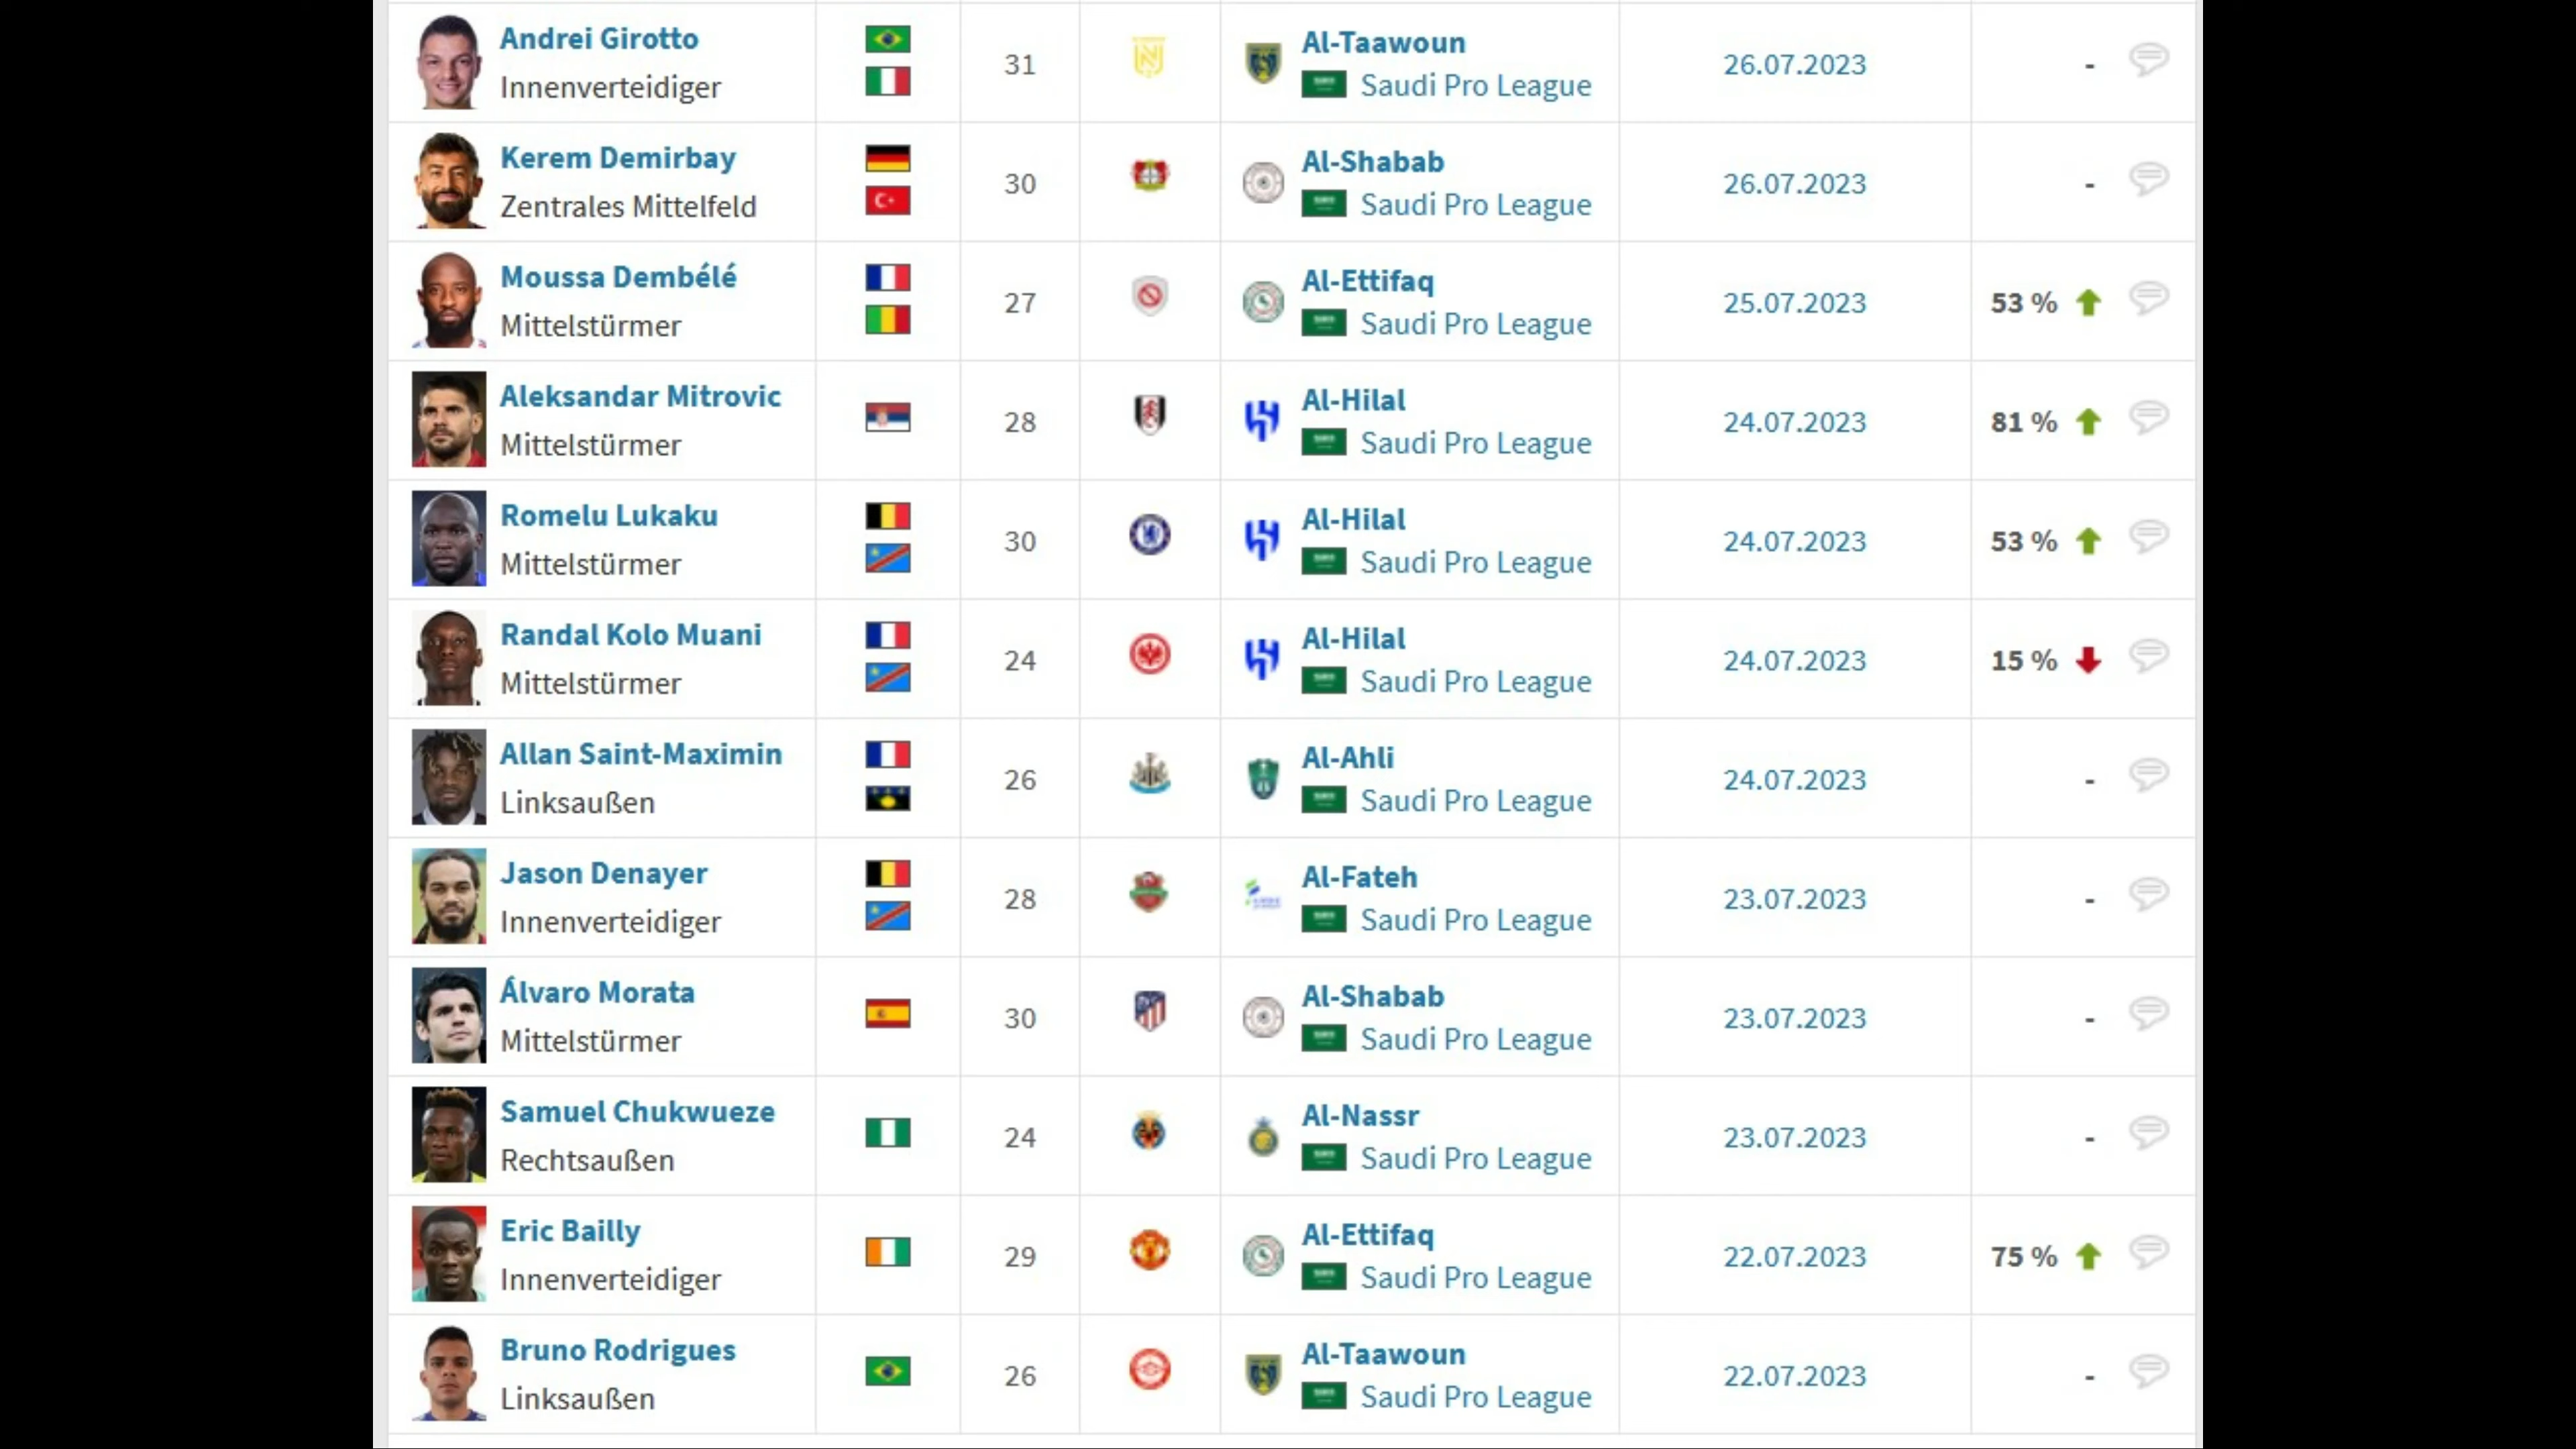 Andrei Girotto
Innenverteidiger
31
Al-Taawoun
Saudi Pro League
26.07.2023
-
Kerem Demirbay
Zentrales Mittelfeld
30
Al-Shabab
Saudi Pro League
26.07.2023
-
Moussa Dembélé
Mittelstürmer
27
Al-Ettifaq
Saudi Pro League
25.07.2023
53 %
Aleksandar Mitrovic
Mittelstürmer
28
Al-Hilal
Saudi Pro League
24.07.2023
81 %
Romelu Lukaku
Mittelstürmer
30
Al-Hilal
Saudi Pro League
24.07.2023
53 %
Randal Kolo Muani
Mittelstürmer
24
Al-Hilal
Saudi Pro League
24.07.2023
15 %
Allan Saint-Maximin
Linksaußen
26
Al-Ahli
Saudi Pro League
24.07.2023
-
Jason Denayer
Innenverteidiger
28
Al-Fateh
Saudi Pro League
23.07.2023
-
Álvaro Morata
Mittelstürmer
30
Al-Shabab
Saudi Pro League
23.07.2023
-
Samuel Chukwueze
Rechtsaußen
24
Al-Nassr
Saudi Pro League
23.07.2023
-
Eric Bailly
Innenverteidiger
29
Al-Ettifaq
Saudi Pro League
22.07.2023
75 %
Bruno Rodrigues
Linksaußen
26
Al-Taawoun
Saudi Pro League
22.07.2023
-